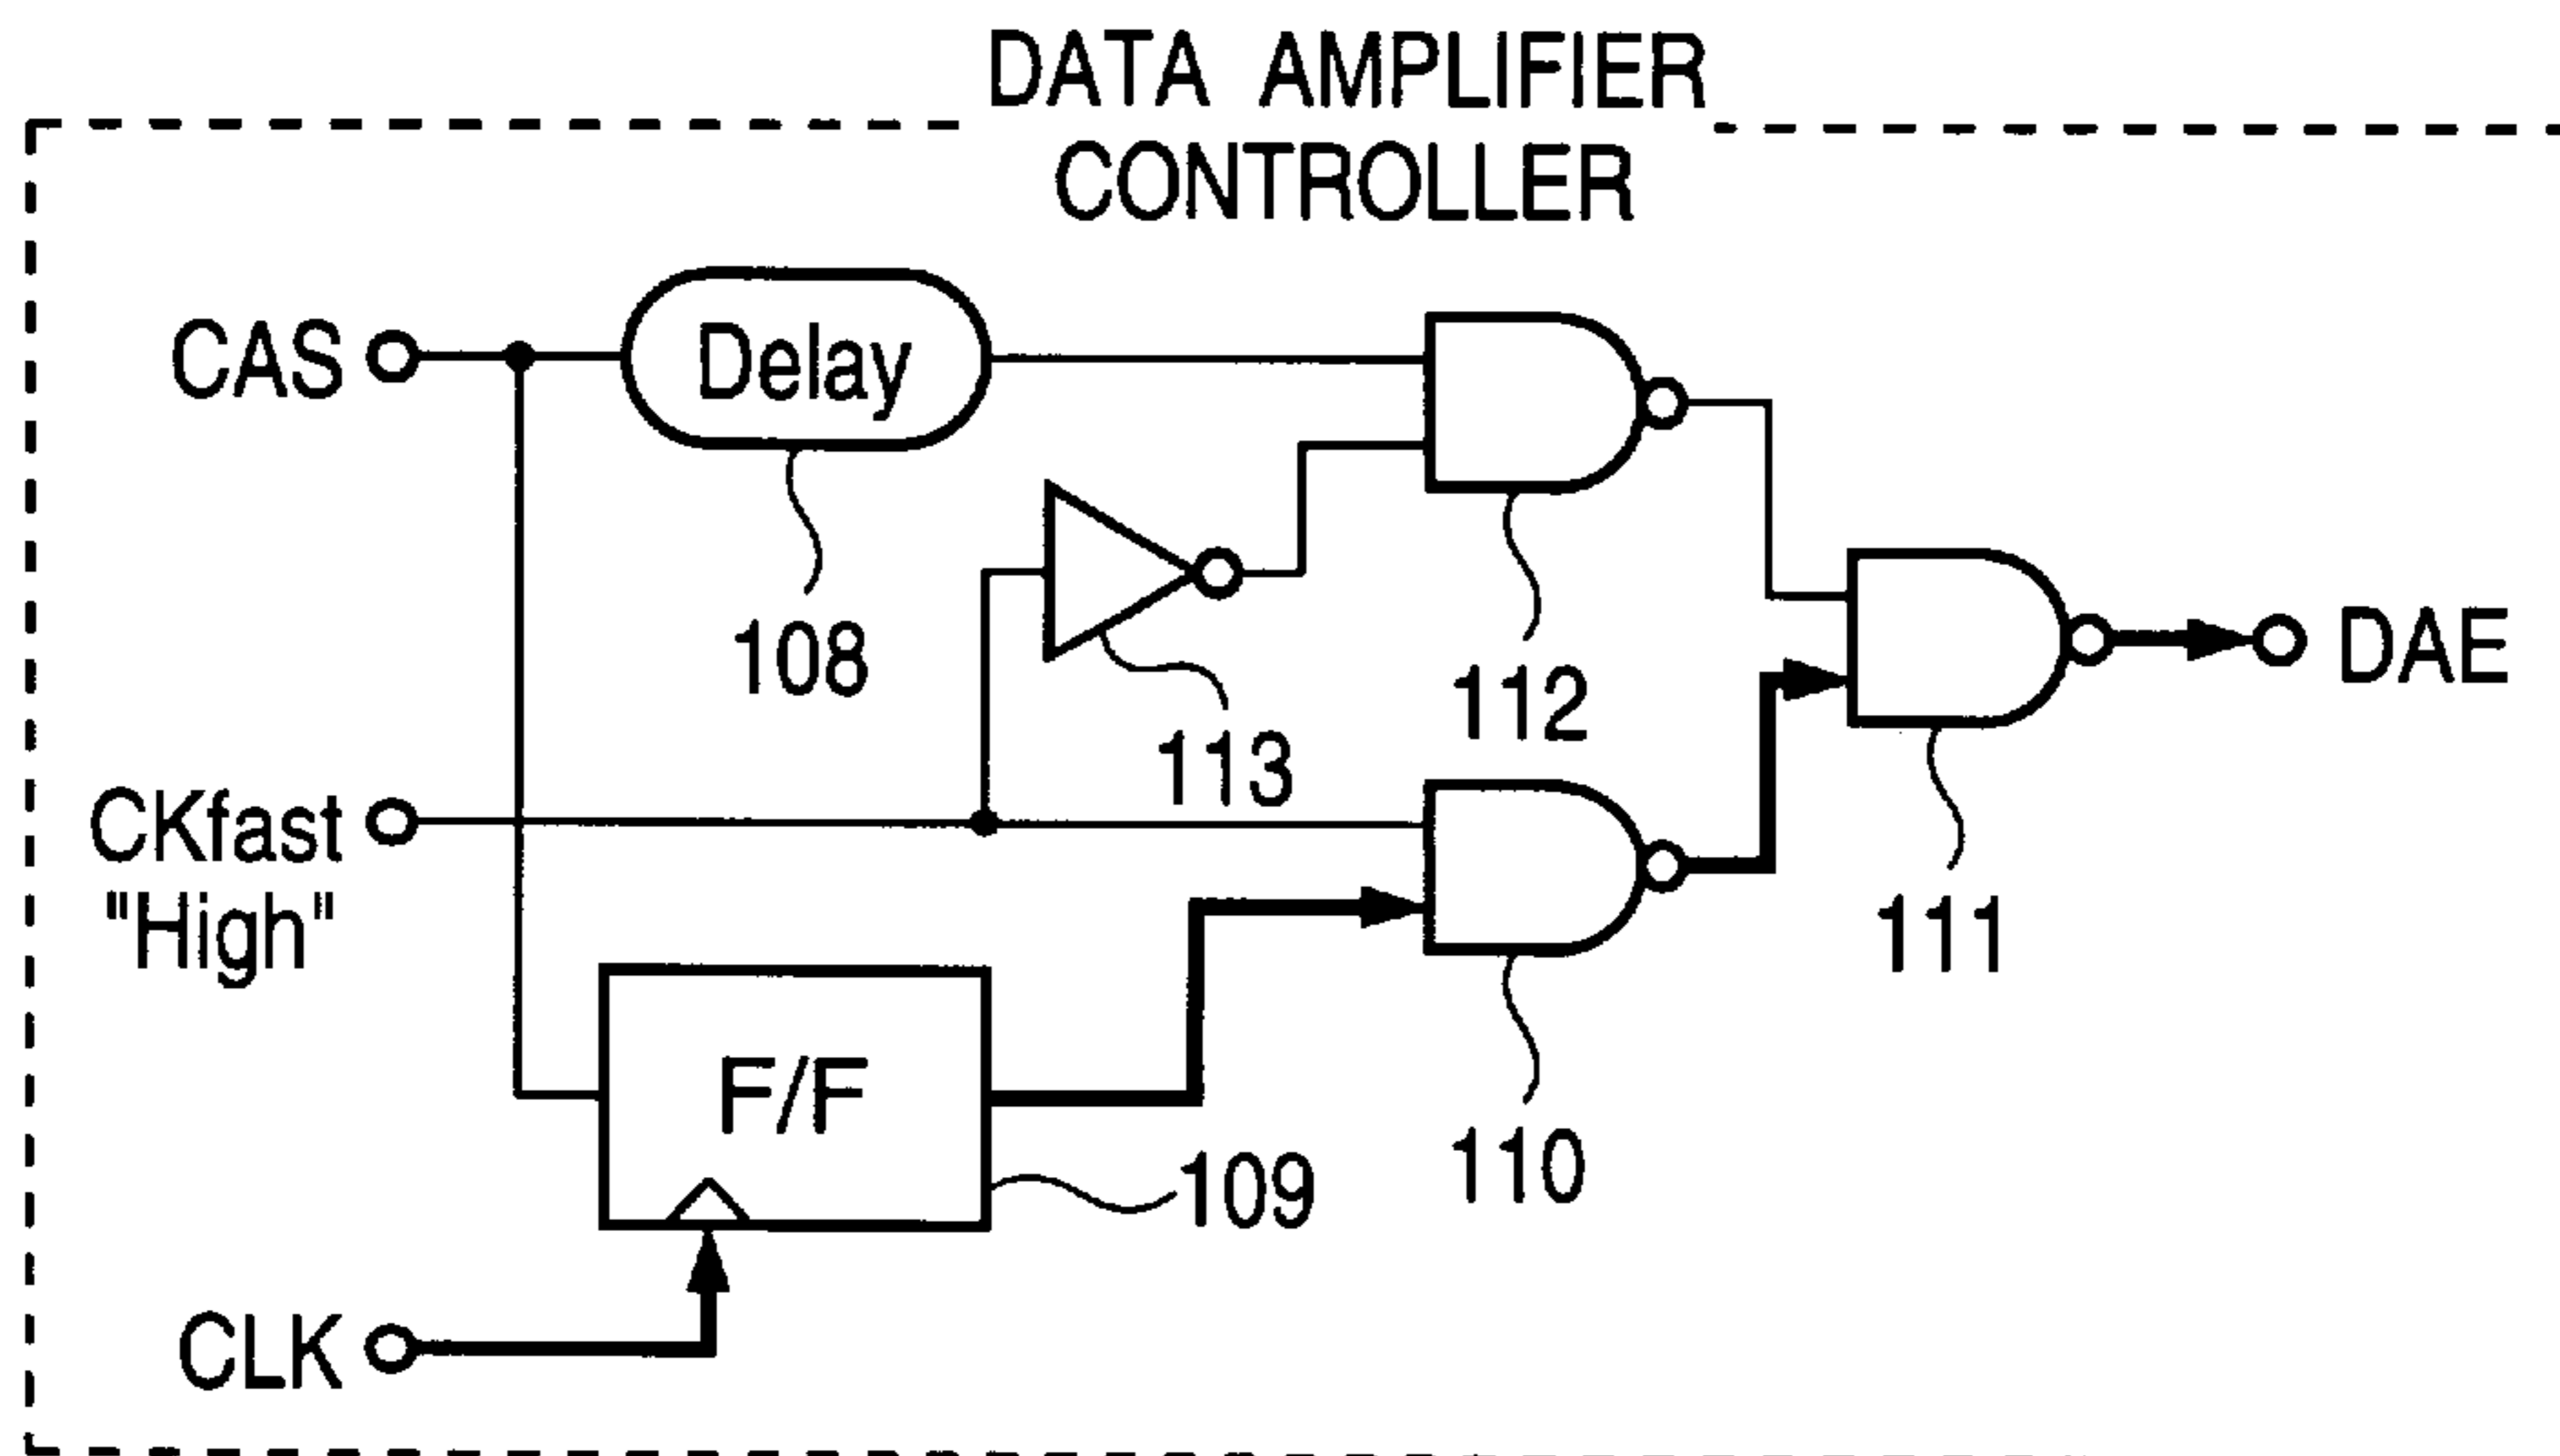 DATA AMPLIFIER
CONTROLLER
CAS
Delay
108
113
112
DAE
CKfast
"High"
111
F/F
109
110
CLK